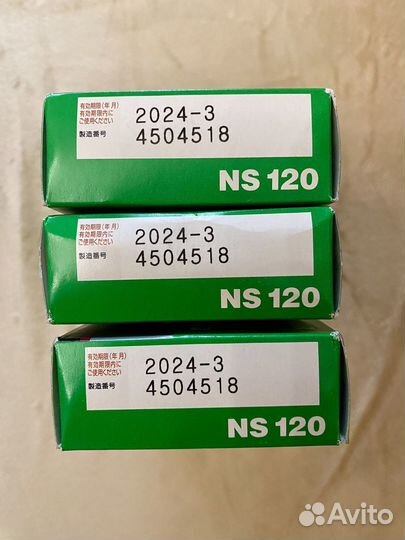 有効期限(年月)
有効期限内に
ご使用ください
2024-3
製造番号
4504518
NS 120
有効期限(年月)
有効期限内に
ご使用ください
2024-3
製造番号
4504518
NS 120
有効期限(年月)
有効期限内に
ご使用ください
2024-3
製造番号
4504518
NS 120
Avito